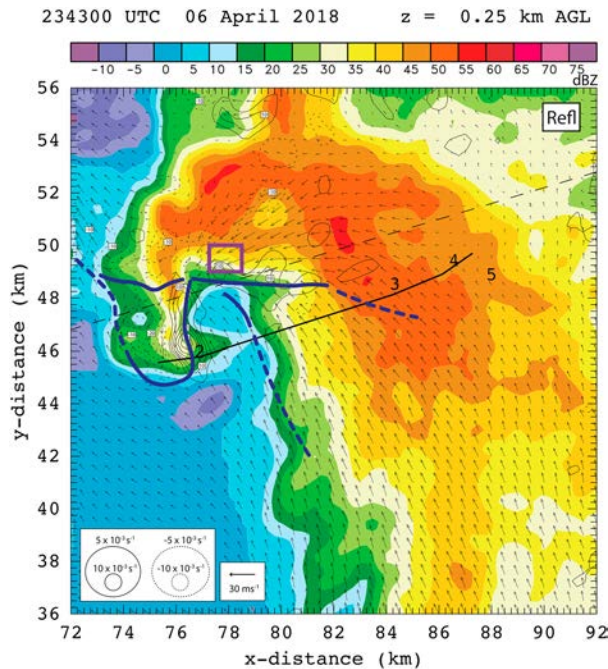 234300 UTC 06 April 2018 z = 0.25 km AGL
-10 -5 0 5 10 15 20 25 30 35 40 45 50 55 60 65 70 75
dBZ
Refl
56
54
52
50
48
46
44
42
40
38
36
y-distance (km)
2
3
4
5
5 x 10⁻³ s⁻¹ -5 x 10⁻³ s⁻¹
10 x 10⁻³ s⁻¹ -10 x 10⁻³ s⁻¹
30 ms⁻¹
72 74 76 78 80 82 84 86 88 90 92
x-distance (km)